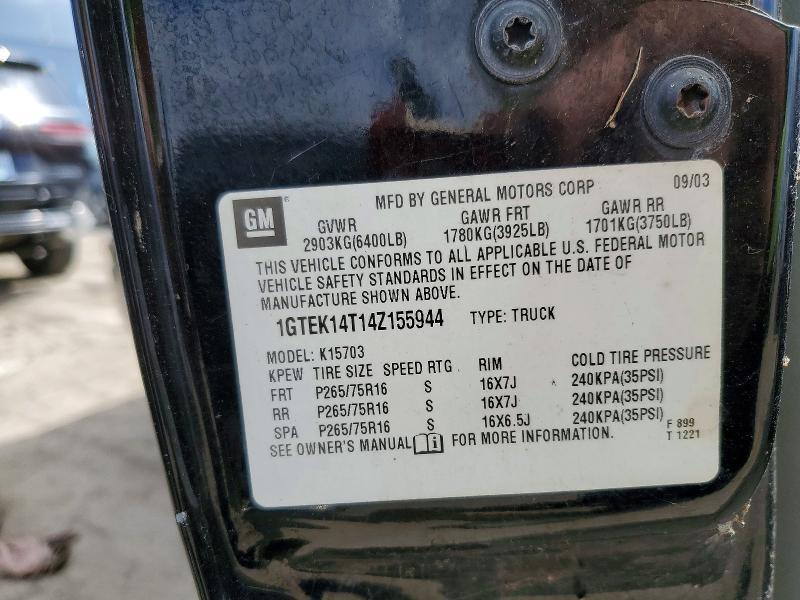 GM®
MFD BY GENERAL MOTORS CORP 09/03
GVWR GAWR FRT GAWR RR
2903KG(6400LB) 1780KG(3925LB) 1701KG(3750LB)
THIS VEHICLE CONFORMS TO ALL APPLICABLE U.S. FEDERAL MOTOR
VEHICLE SAFETY STANDARDS IN EFFECT ON THE DATE OF
MANUFACTURE SHOWN ABOVE.
1GTEK14T14Z155944 TYPE: TRUCK
MODEL: K15703
KPEW TIRE SIZE SPEED RTG RIM COLD TIRE PRESSURE
FRT P265/75R16 S 16X7J 240KPA(35PSI)
RR P265/75R16 S 16X7J 240KPA(35PSI)
SPA P265/75R16 S 16X6.5J 240KPA(35PSI)
SEE OWNER'S MANUAL FOR MORE INFORMATION.
F 899
T 1221